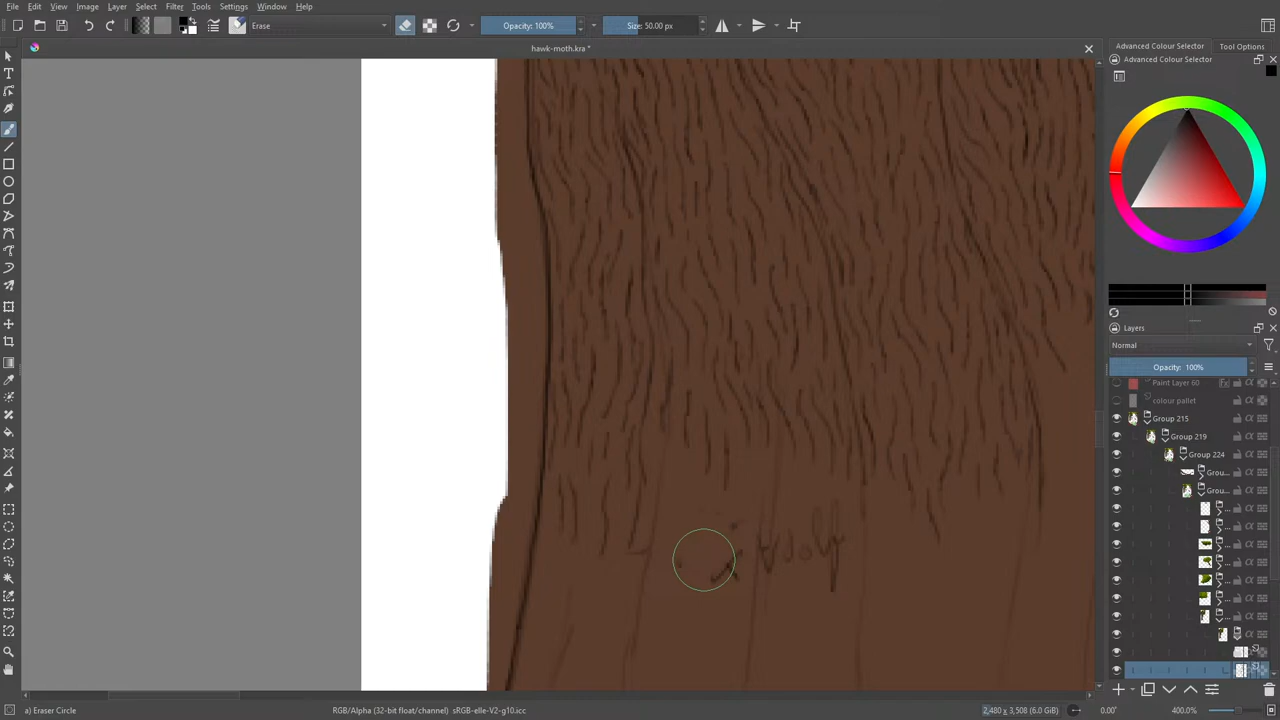 File Edit View Image Layer Select Filter Tools Settings Window Help
Erase Opacity: 100% Size: 50.00 px
hawk-moth.kra *
Advanced Colour Selector Tool Options
Advanced Colour Selector
Layers
Normal
Opacity: 100%
Paint Layer 60 Fx
colour pallet
Group 215
Group 219
Group 224
Grou...
Grou...
a) Eraser Circle RGB/Alpha (32-bit float/channel) sRGB-elle-V2-g10.icc 2,480 x 3,508 (6.0 GiB) 0.00° 400.0%